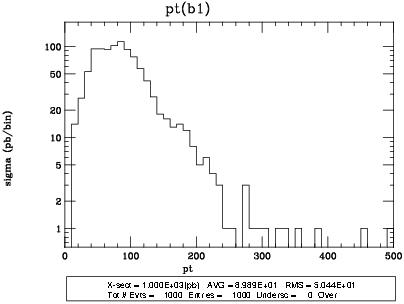 pt(b1)
sigma (pb/bin)
100
50
20
10
5
2
1
0 100 200 300 400 500
pt
X-sect = 1.000E+03(pb) AVG = 8.989E+01 RMS = 5.044E+01
Tot # Evts = 1000 Entries = 1000 Undersc = 0 Over